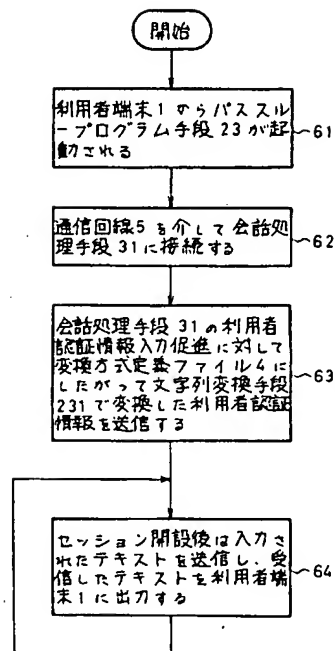 開始
利用者端末1からパススル
ープログラム手段23が起
動される
61
通信回線5を介して会話処
理手段31に接続する
62
会話処理手段31の利用者
認証情報入力促進に対して
変換方式定義ファイル4に
したがって文字列変換手段
231で変換した利用者認証
情報を送信する
63
セッション開設後は入力さ
れたテキストを送信し、受
信したテキストを利用者端
末1に出力する
64